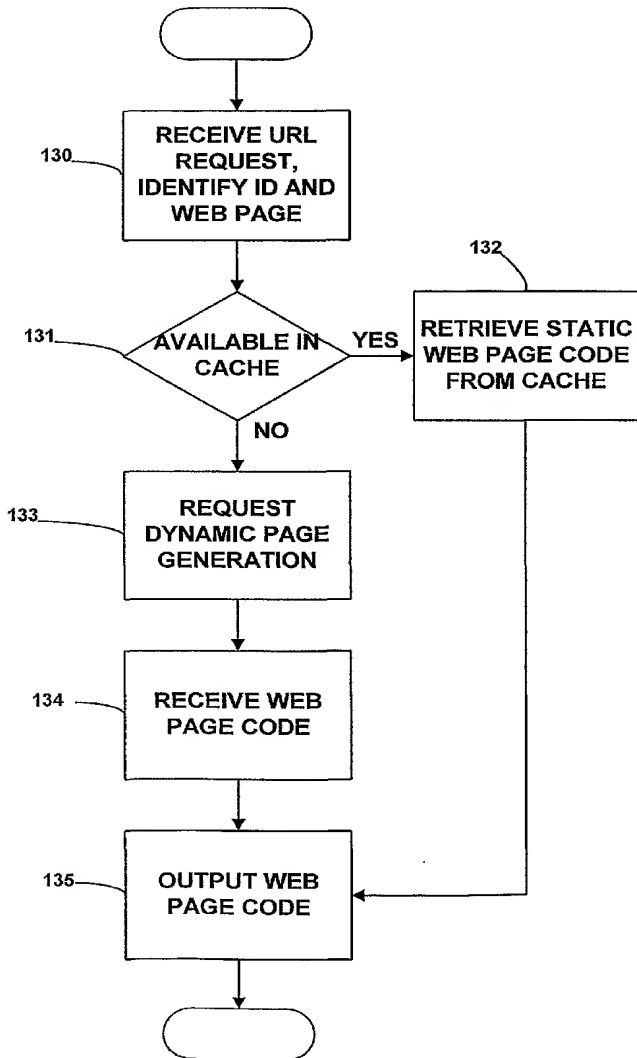 130
RECEIVE URL
REQUEST,
IDENTIFY ID AND
WEB PAGE
131
AVAILABLE IN
CACHE
YES
132
RETRIEVE STATIC
WEB PAGE CODE
FROM CACHE
NO
133
REQUEST
DYNAMIC PAGE
GENERATION
134
RECEIVE WEB
PAGE CODE
135
OUTPUT WEB
PAGE CODE